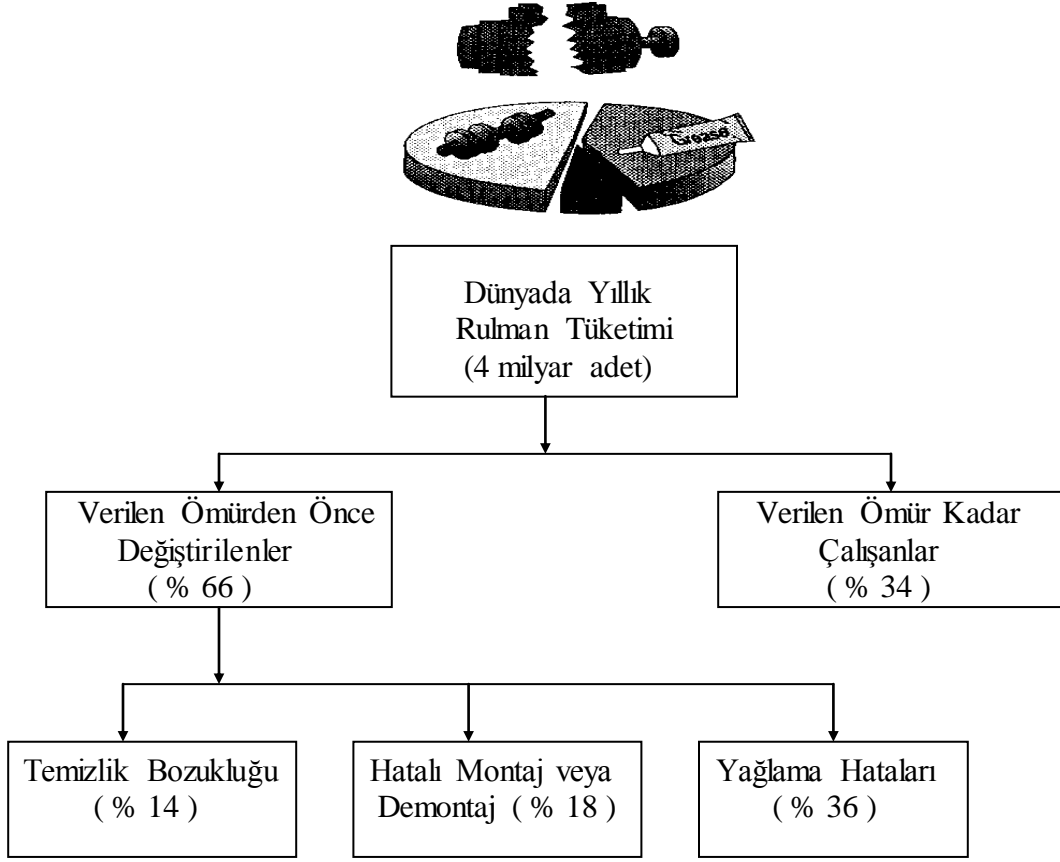 Grease
Dünyada Yıllık
Rulman Tüketimi
(4 milyar adet)
Verilen Ömürden Önce
Değiştirilenler
( % 66 )
Verilen Ömür Kadar
Çalışanlar
( % 34 )
Temizlik Bozukluğu
( % 14 )
Hatalı Montaj veya
Demontaj ( % 18 )
Yağlama Hataları
( % 36 )